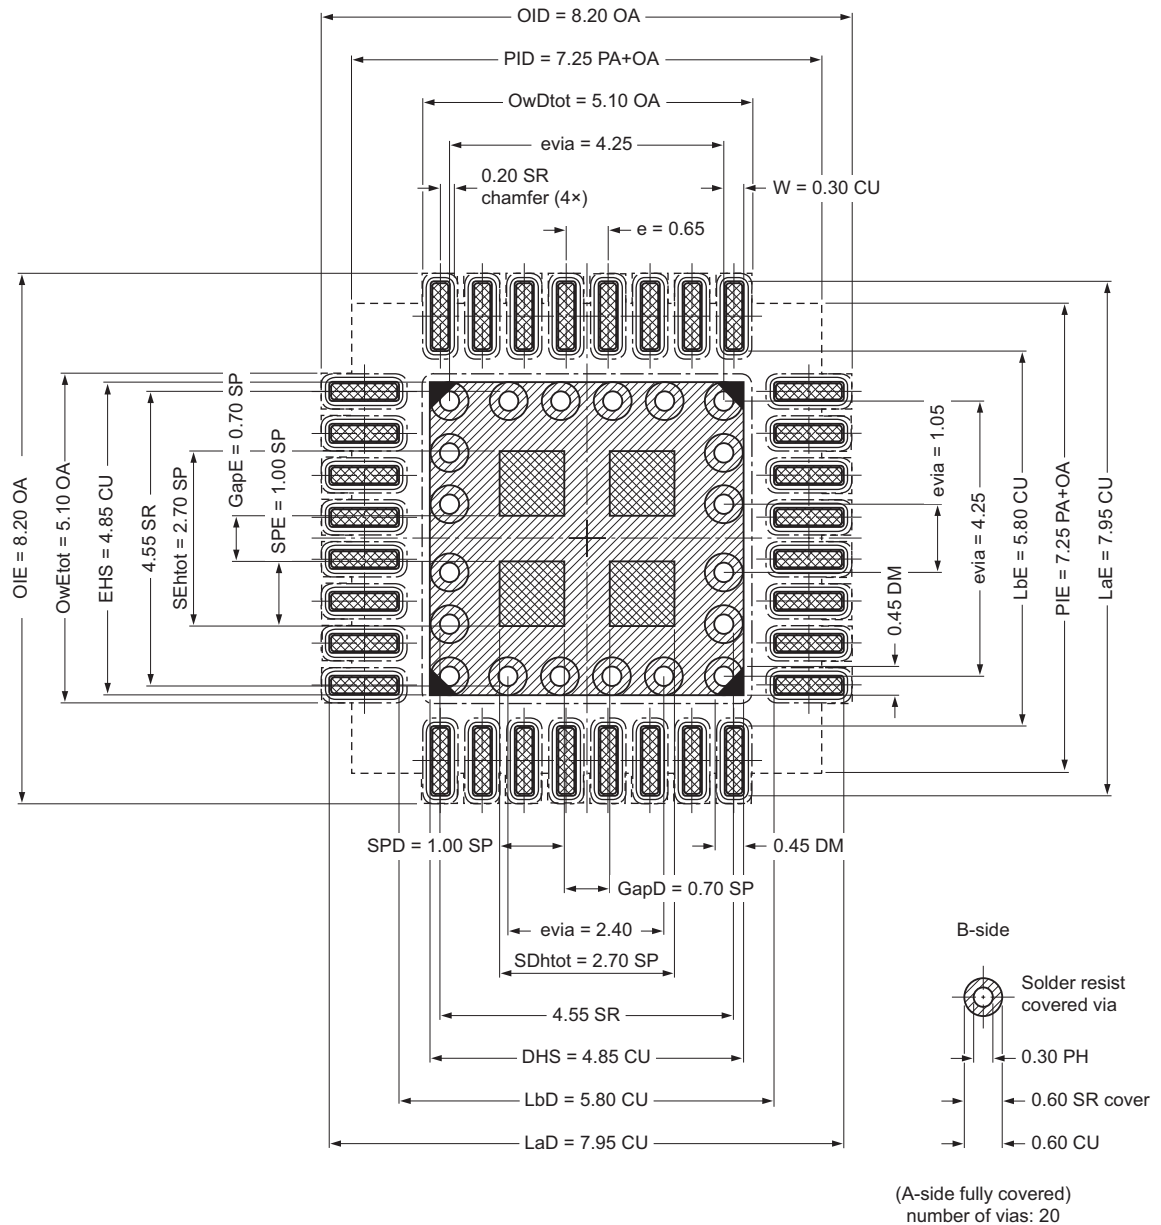 OID = 8.20 OA
PID = 7.25 PA+OA
OwDtot = 5.10 OA
evia = 4.25
0.20 SR
chamfer (4×)
W = 0.30 CU
e = 0.65
OIE = 8.20 OA
OwEtot = 5.10 OA
EHS = 4.85 CU
4.55 SR
SEhtot = 2.70 SP
GapE = 0.70 SP
SPE = 1.00 SP
0.45 DM
evia = 1.05
evia = 4.25
LbE = 5.80 CU
PIE = 7.25 PA+OA
LaE = 7.95 CU
SPD = 1.00 SP
0.45 DM
GapD = 0.70 SP
evia = 2.40
SDhtot = 2.70 SP
4.55 SR
DHS = 4.85 CU
LbD = 5.80 CU
LaD = 7.95 CU
B-side
Solder resist
covered via
0.30 PH
0.60 SR cover
0.60 CU
(A-side fully covered)
number of vias: 20